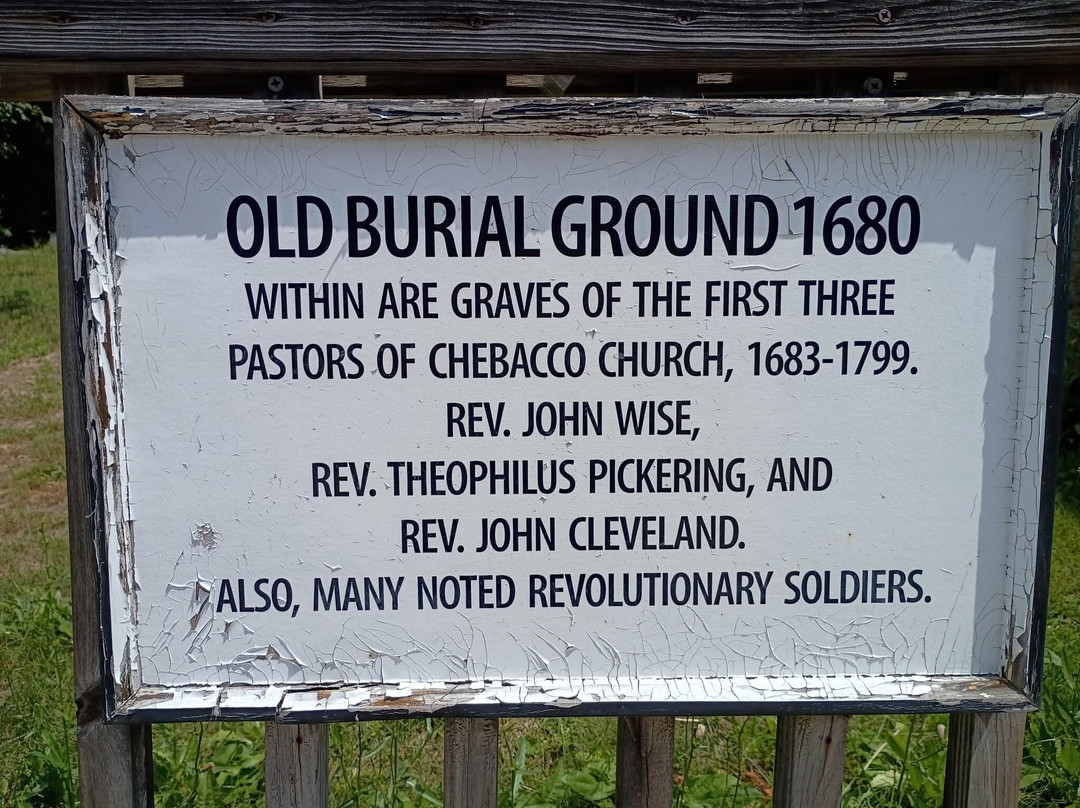 OLD BURIAL GROUND 1680
WITHIN ARE GRAVES OF THE FIRST THREE
PASTORS OF CHEBACCO CHURCH, 1683-1799.
REV. JOHN WISE,
REV. THEOPHILUS PICKERING, AND
REV. JOHN CLEVELAND.
ALSO, MANY NOTED REVOLUTIONARY SOLDIERS.